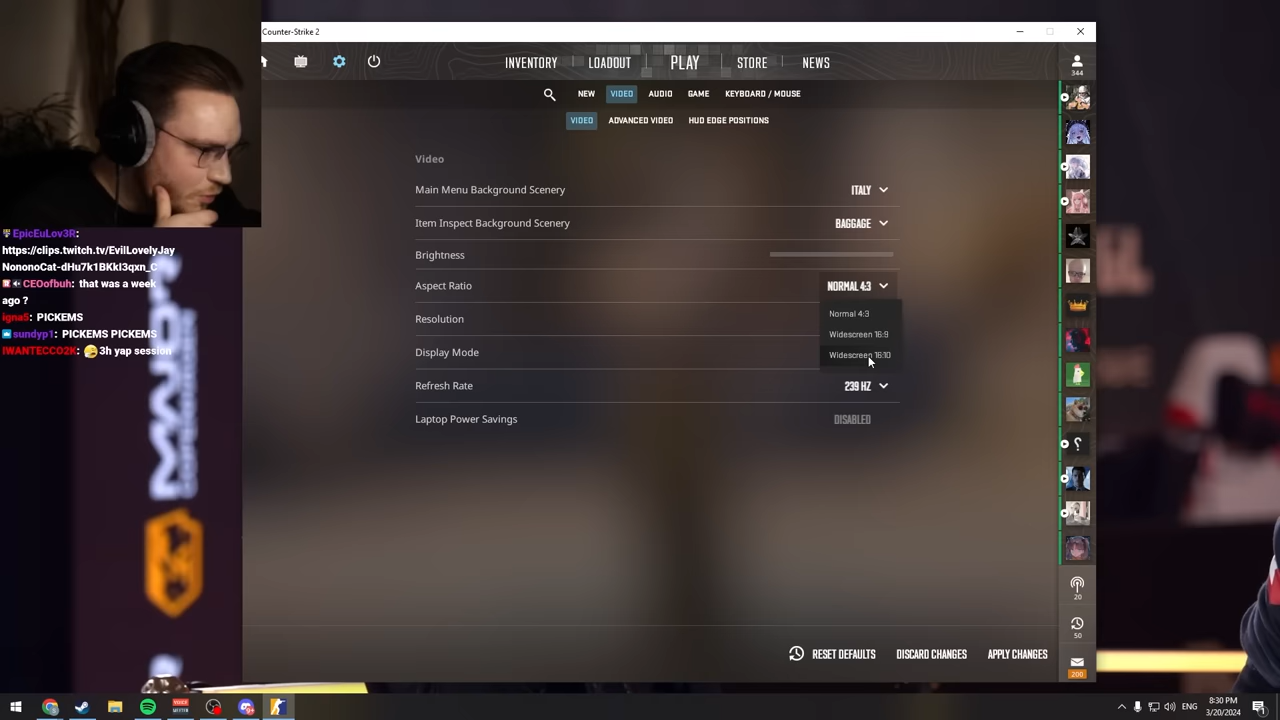 Counter-Strike 2
INVENTORY
LOADOUT
PLAY
STORE
NEWS
344
NEW
VIDEO
AUDIO
GAME
KEYBOARD / MOUSE
VIDEO
ADVANCED VIDEO
HUD EDGE POSITIONS
Video
Main Menu Background Scenery
ITALY
Item Inspect Background Scenery
BAGGAGE
Brightness
Aspect Ratio
NORMAL 4:3
Normal 4:3
Widescreen 16:9
Widescreen 16:10
Resolution
Display Mode
Refresh Rate
239 HZ
Laptop Power Savings
DISABLED
EpicEuLov3R:
https://clips.twitch.tv/EvilLovelyJay
NononoCat-dHu7k1BKkI3qxn_C
CEOofbuh: that was a week
ago ?
igna5: PICKEMS
sundyp1: PICKEMS PICKEMS
IWANTECCO2K: 3h yap session
20
50
200
RESET DEFAULTS
DISCARD CHANGES
APPLY CHANGES
VOICE
MEETER
ENG
8:30 PM
3/20/2024
1